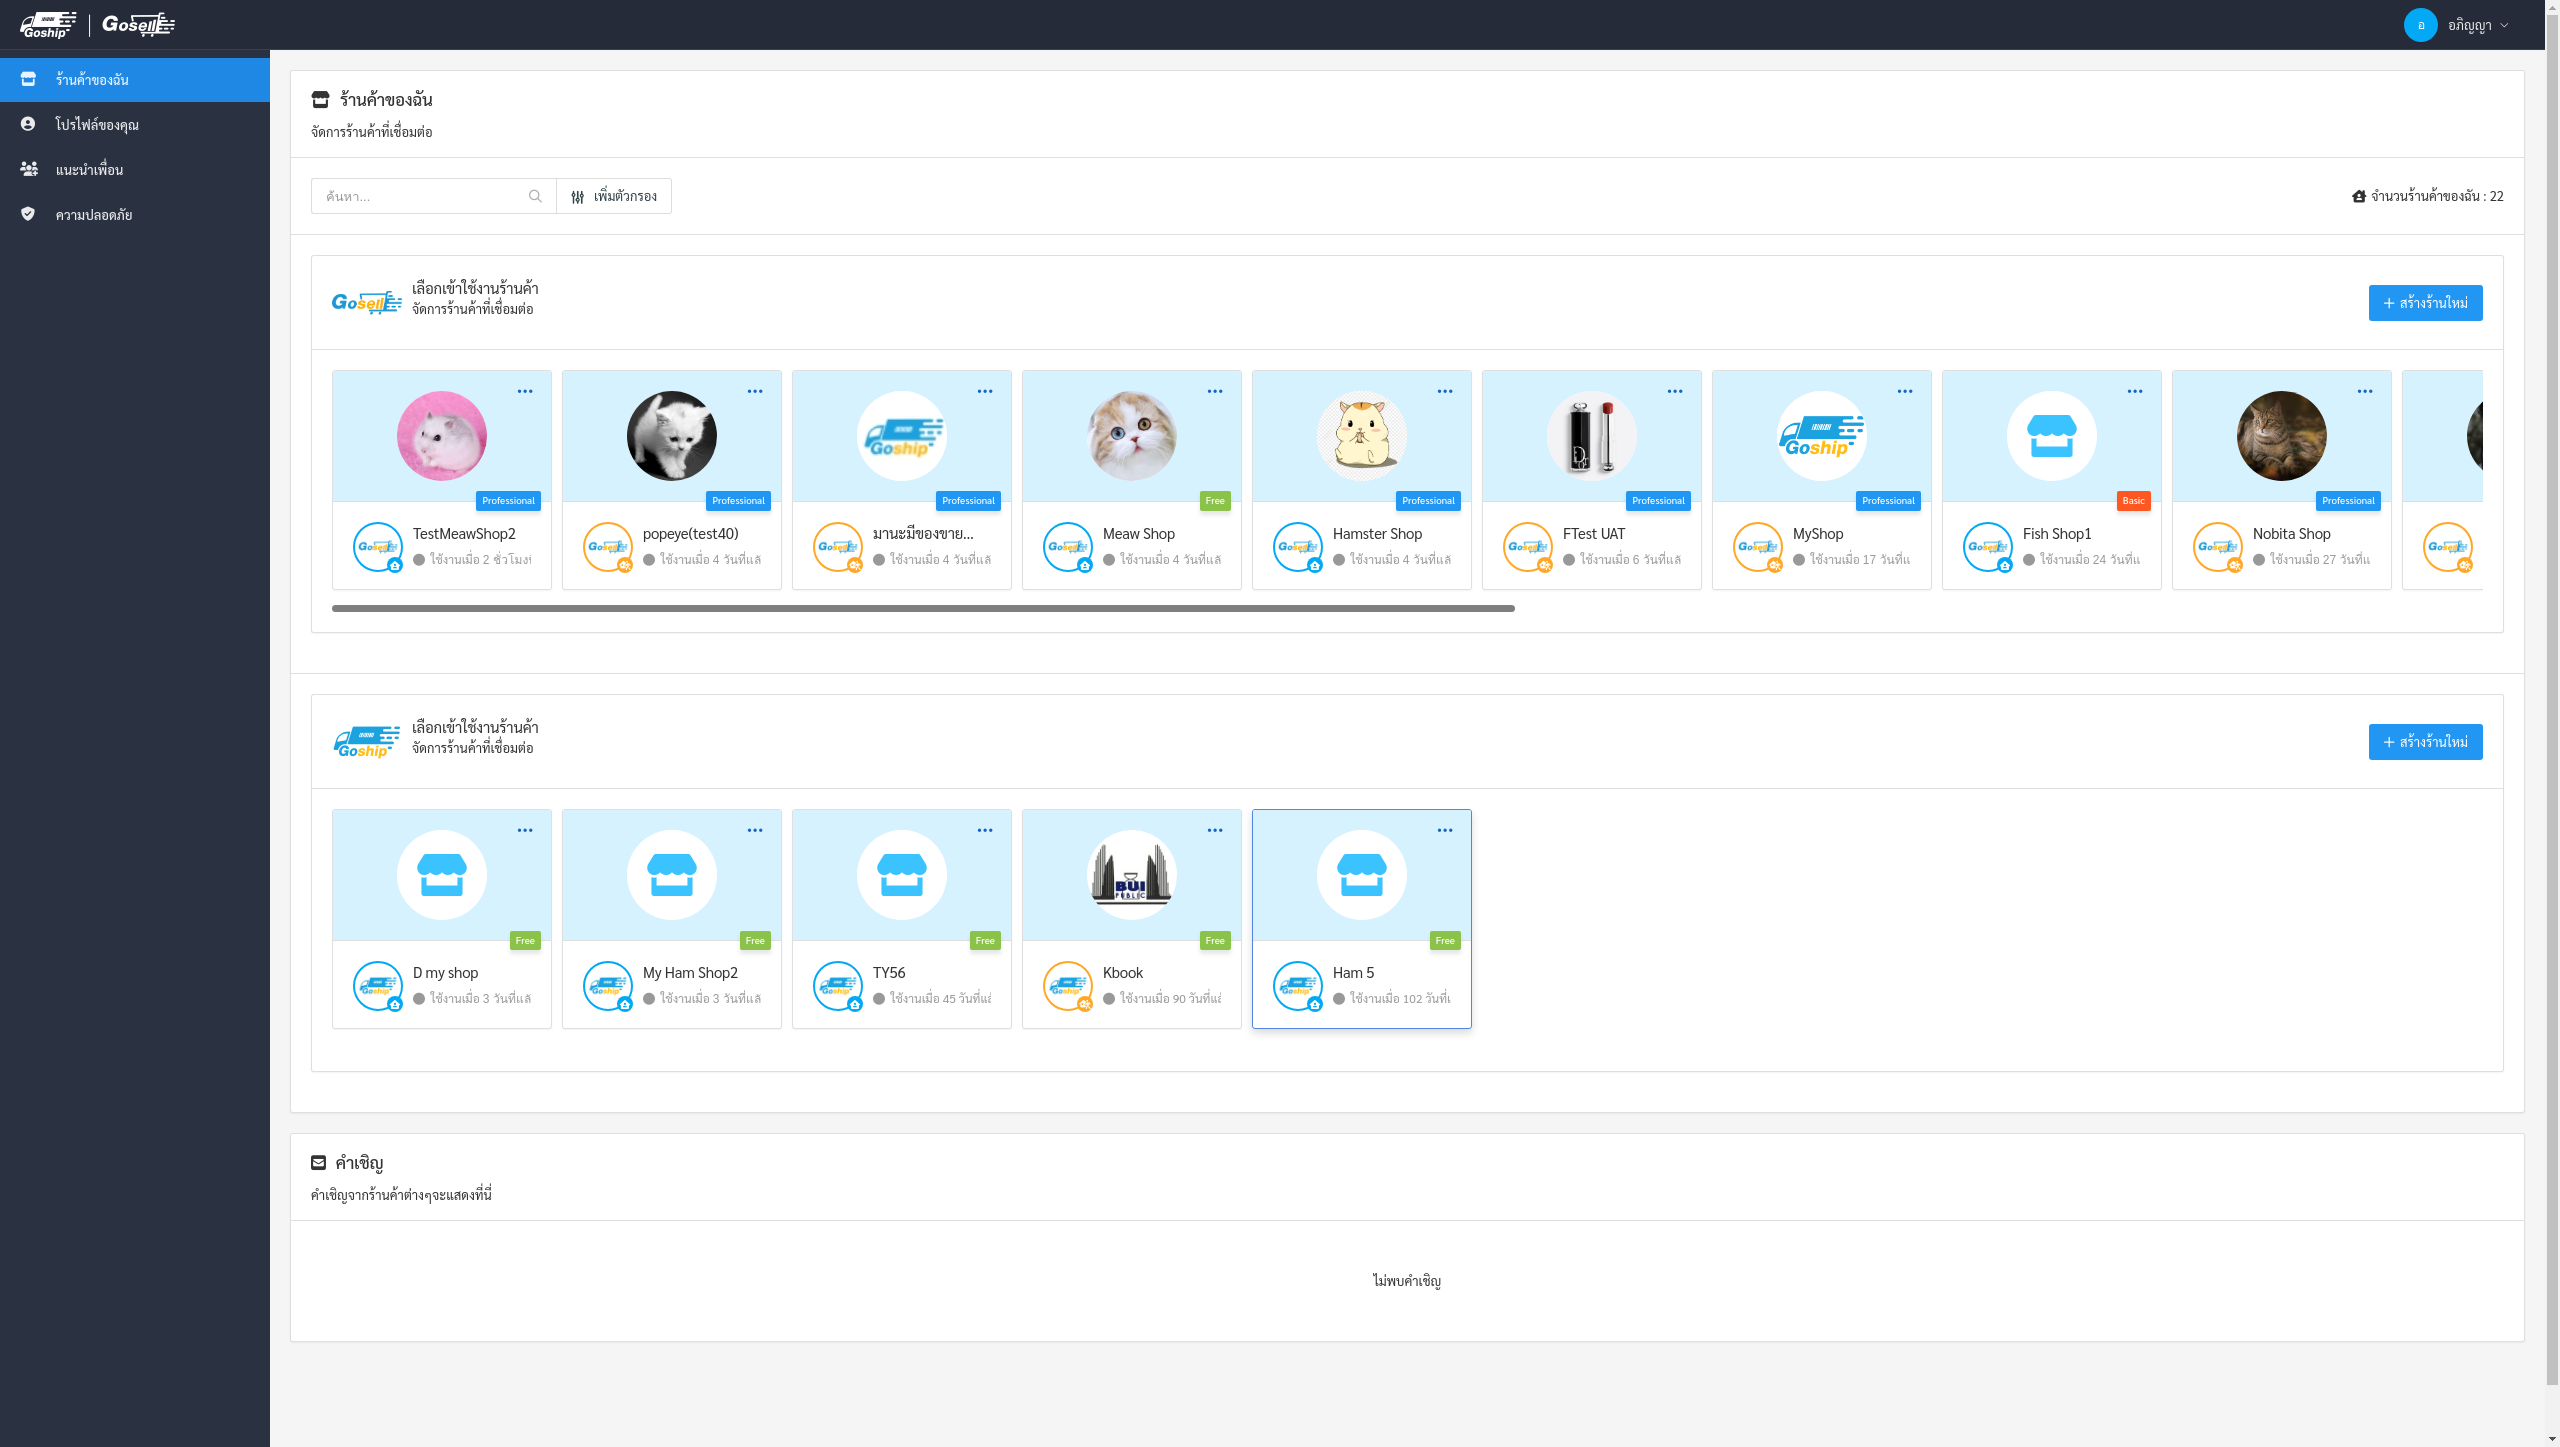 Goship | Gosell
อ อภิญญา
ร้านค้าของฉัน
โปรไฟล์ของคุณ
แนะนำเพื่อน
ความปลอดภัย
ร้านค้าของฉัน
จัดการร้านค้าที่เชื่อมต่อ
ค้นหา... เพิ่มตัวกรอง
จำนวนร้านค้าของฉัน : 22
Gosell
เลือกเข้าใช้งานร้านค้า
จัดการร้านค้าที่เชื่อมต่อ
+ สร้างร้านใหม่
Professional
Gosell
TestMeawShop2
ใช้งานเมื่อ 2 ชั่วโมง
Professional
Gosell
popeye(test40)
ใช้งานเมื่อ 4 วันที่แล้
Goship
Professional
Gosell
มานะมีของขาย...
ใช้งานเมื่อ 4 วันที่แล้
Free
Gosell
Meaw Shop
ใช้งานเมื่อ 4 วันที่แล้
Professional
Gosell
Hamster Shop
ใช้งานเมื่อ 4 วันที่แล้
Dior
Professional
Gosell
FTest UAT
ใช้งานเมื่อ 6 วันที่แล้
Goship
Professional
Gosell
MyShop
ใช้งานเมื่อ 17 วันที่แ
Basic
Gosell
Fish Shop1
ใช้งานเมื่อ 24 วันที่แ
Professional
Gosell
Nobita Shop
ใช้งานเมื่อ 27 วันที่แ
Gosell
Goship
เลือกเข้าใช้งานร้านค้า
จัดการร้านค้าที่เชื่อมต่อ
+ สร้างร้านใหม่
Free
Goship
D my shop
ใช้งานเมื่อ 3 วันที่แล้
Free
Goship
My Ham Shop2
ใช้งานเมื่อ 3 วันที่แล้
Free
Goship
TY56
ใช้งานเมื่อ 45 วันที่แล้
BUI
PUBLIC
Free
Goship
Kbook
ใช้งานเมื่อ 90 วันที่แล้
Free
Goship
Ham 5
ใช้งานเมื่อ 102 วันที่แ
คำเชิญ
คำเชิญจากร้านค้าต่างๆจะแสดงที่นี่
ไม่พบคำเชิญ